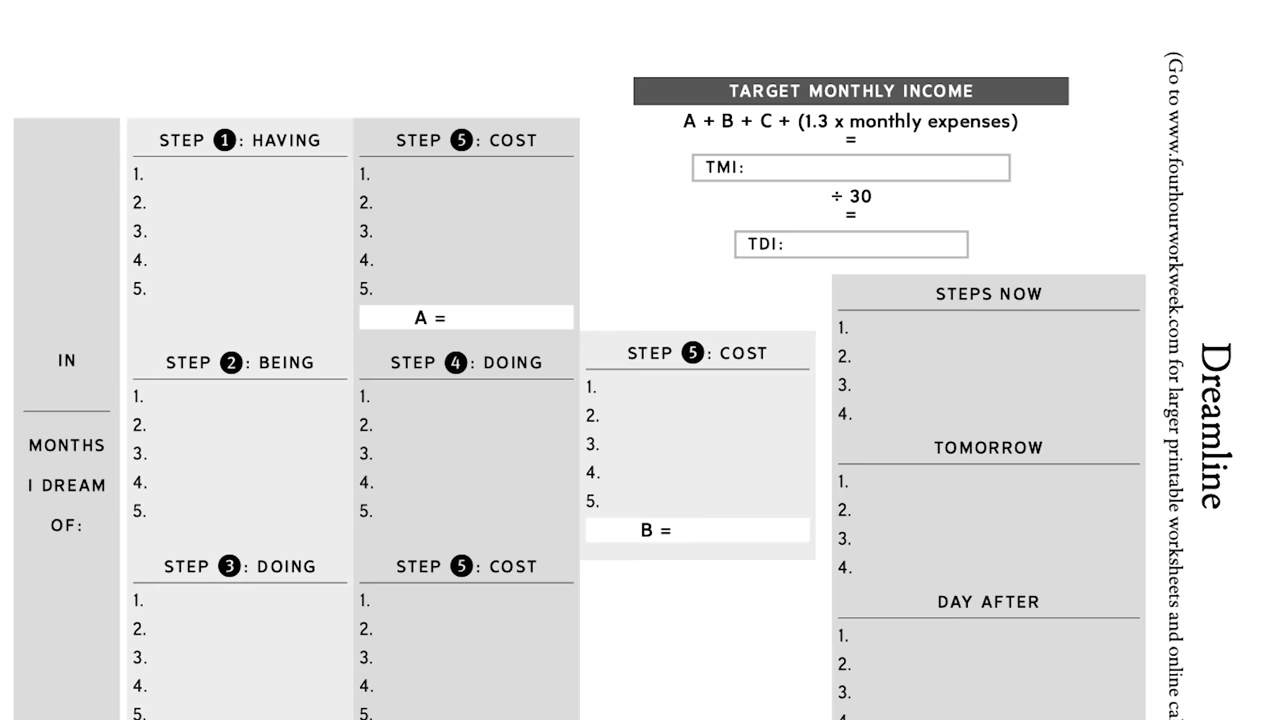 IN
MONTHS
I DREAM
OF:
STEP 1: HAVING
1.
2.
3.
4.
5.
STEP 5: COST
1.
2.
3.
4.
5.
A =
STEP 2: BEING
1.
2.
3.
4.
5.
STEP 4: DOING
1.
2.
3.
4.
5.
STEP 5: COST
1.
2.
3.
4.
5.
B =
STEP 3: DOING
1.
2.
3.
4.
5.
STEP 5: COST
1.
2.
3.
4.
5.
TARGET MONTHLY INCOME
A + B + C + (1.3 x monthly expenses)
=
TMI:
÷ 30
=
TDI:
STEPS NOW
1.
2.
3.
4.
TOMORROW
1.
2.
3.
4.
DAY AFTER
1.
2.
3.
4.
Dreamline
(Go to www.fourhourworkweek.com for larger printable worksheets and online ca